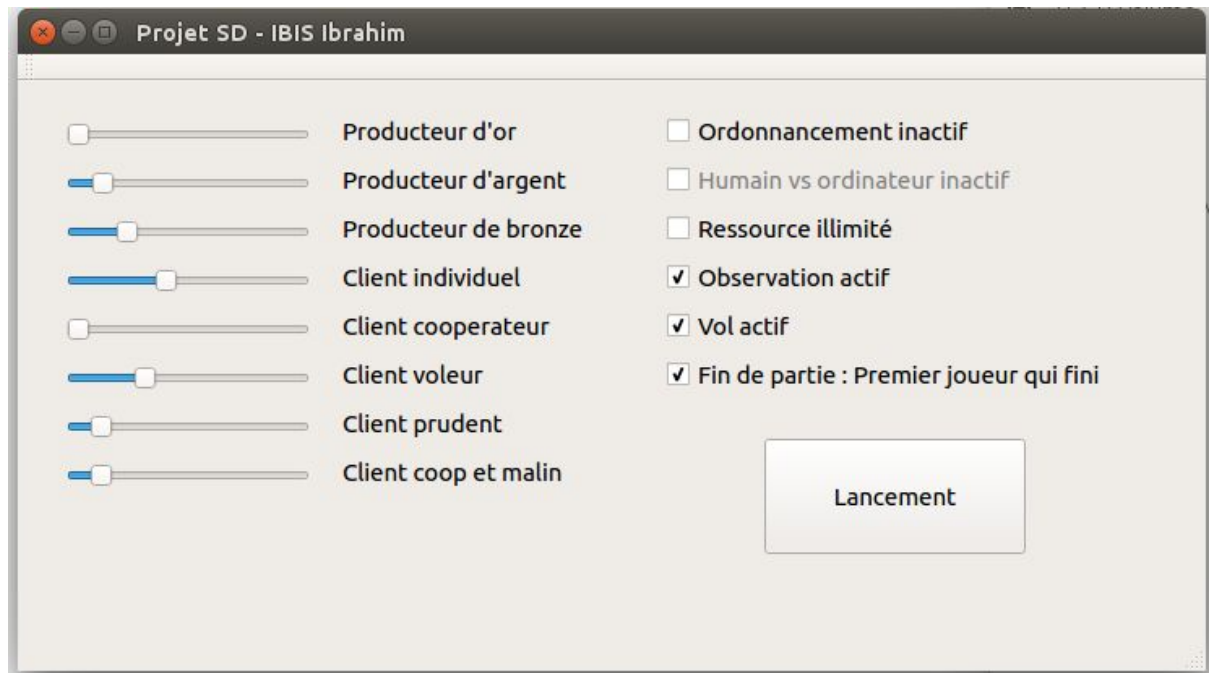 Projet SD - IBIS Ibrahim
Producteur d'or
Producteur d'argent
Producteur de bronze
Client individuel
Client cooperateur
Client voleur
Client prudent
Client coop et malin
Ordonnancement inactif
Humain vs ordinateur inactif
Ressource illimité
Observation actif
Vol actif
Fin de partie : Premier joueur qui fini
Lancement